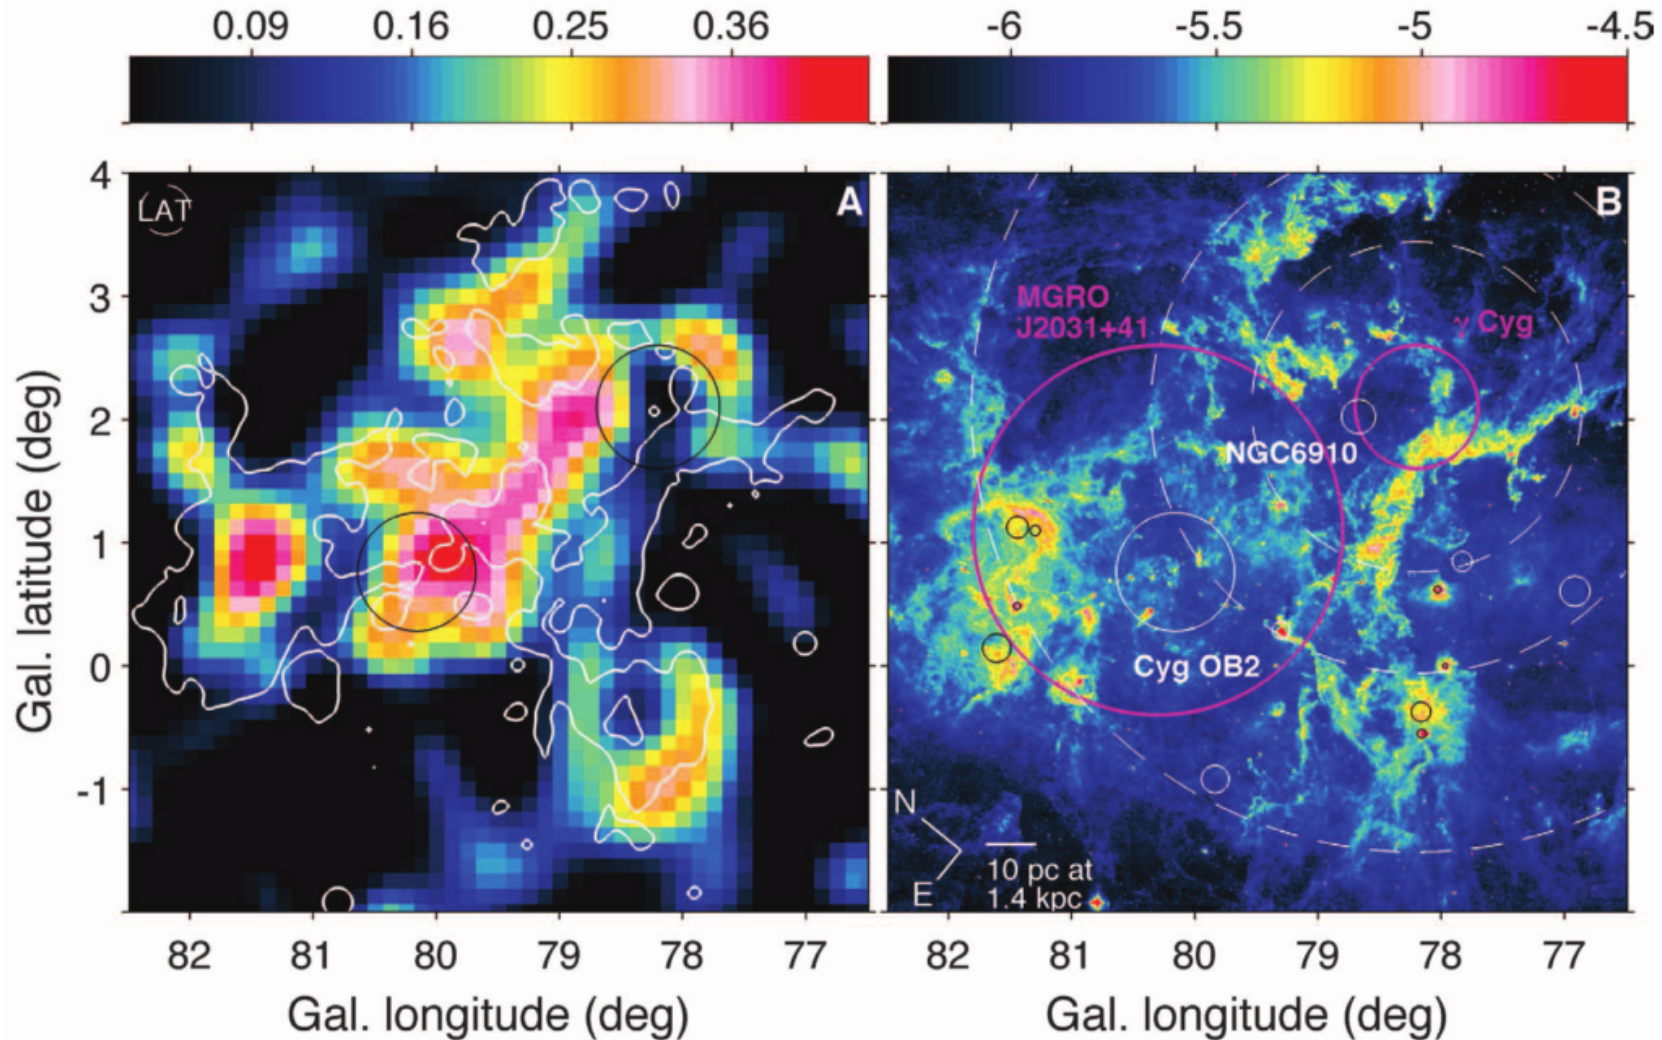 0.09 0.16 0.25 0.36
-6 -5.5 -5 -4.5
LAT
A
4
3
2
1
0
-1
Gal. latitude (deg)
82 81 80 79 78 77
Gal. longitude (deg)
B
MGRO
J2031+41
γ Cyg
NGC6910
Cyg OB2
N
E
10 pc at
1.4 kpc
82 81 80 79 78 77
Gal. longitude (deg)